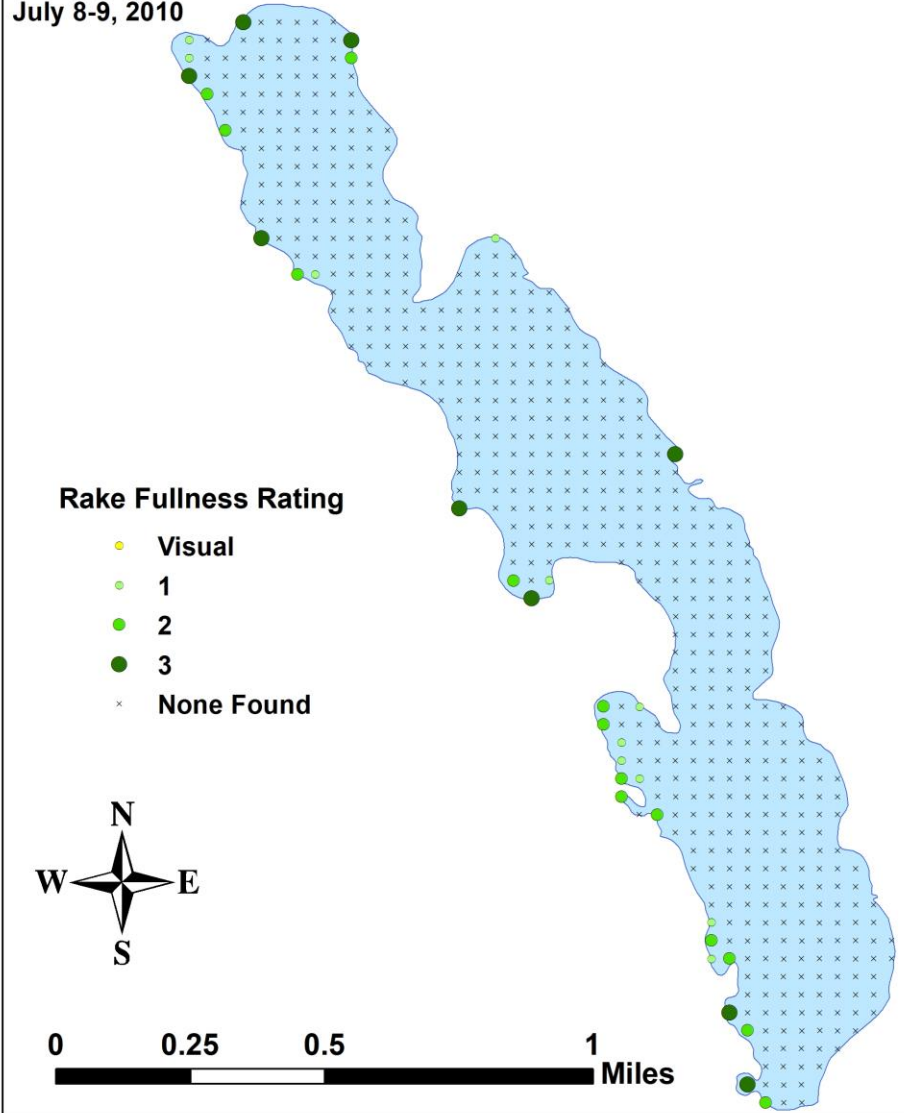 July 8-9, 2010
Rake Fullness Rating
Visual
1
2
3
None Found
N
W E
S
0 0.25 0.5 1
Miles